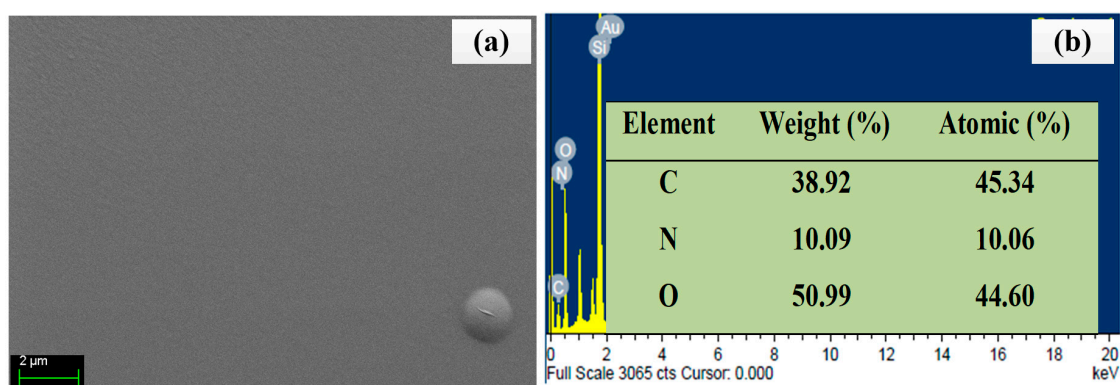 (a)
2 μm
(b)
Au
Si
O
N
C
Element Weight (%) Atomic (%)
C 38.92 45.34
N 10.09 10.06
O 50.99 44.60
0 2 4 6 8 10 12 14 16 18 20
Full Scale 3065 cts Cursor: 0.000 keV